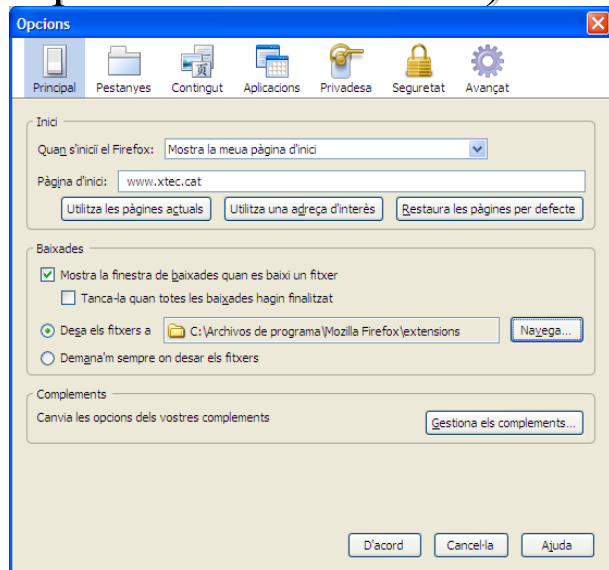 Opcions
Principal Pestanyes Contingut Aplicacions Privadesa Seguretat Avançat
Inici
Quan s'iniciï el Firefox: Mostra la meua pàgina d'inici
Pàgina d'inici: www.xtec.cat
Utilitza les pàgines actuals Utilitza una adreça d'interès Restaura les pàgines per defecte
Baixades
Mostra la finestra de baixades quan es baixi un fitxer
Tanca-la quan totes les baixades hagin finalitzat
Desa els fitxers a C:\Archivos de programa\Mozilla Firefox\extensions Navega...
Demana'm sempre on desar els fitxers
Complements
Canvia les opcions dels vostres complements Gestiona els complements...
D'acord Cancel·la Ajuda